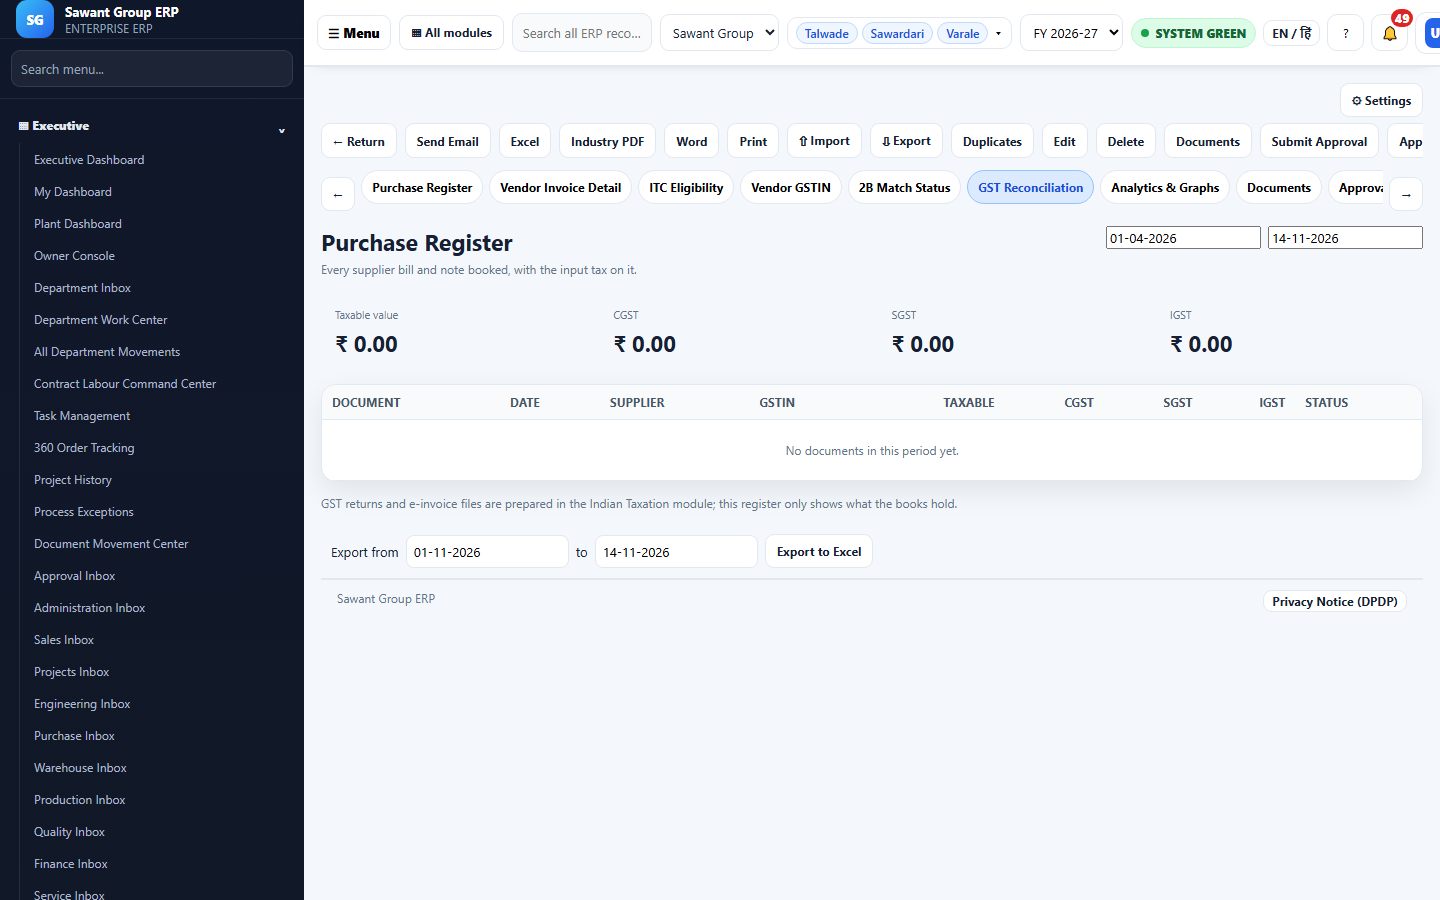 SG
Sawant Group ERP
ENTERPRISE ERP
Search menu...
Executive
Executive Dashboard
My Dashboard
Plant Dashboard
Owner Console
Department Inbox
Department Work Center
All Department Movements
Contract Labour Command Center
Task Management
360 Order Tracking
Project History
Process Exceptions
Document Movement Center
Approval Inbox
Administration Inbox
Sales Inbox
Projects Inbox
Engineering Inbox
Purchase Inbox
Warehouse Inbox
Production Inbox
Quality Inbox
Finance Inbox
Service Inbox
☰ Menu All modules Search all ERP reco... Sawant Group Talwade Sawardari Varale FY 2026-27 SYSTEM GREEN EN / हिं ? 49 U
⚙ Settings
← Return Send Email Excel Industry PDF Word Print ⇧ Import ⇩ Export Duplicates Edit Delete Documents Submit Approval App
← Purchase Register Vendor Invoice Detail ITC Eligibility Vendor GSTIN 2B Match Status GST Reconciliation Analytics & Graphs Documents Approva →
Purchase Register 01-04-2026 14-11-2026
Every supplier bill and note booked, with the input tax on it.
Taxable value CGST SGST IGST
₹ 0.00 ₹ 0.00 ₹ 0.00 ₹ 0.00
DOCUMENT DATE SUPPLIER GSTIN TAXABLE CGST SGST IGST STATUS
No documents in this period yet.
GST returns and e-invoice files are prepared in the Indian Taxation module; this register only shows what the books hold.
Export from 01-11-2026 to 14-11-2026 Export to Excel
Sawant Group ERP Privacy Notice (DPDP)